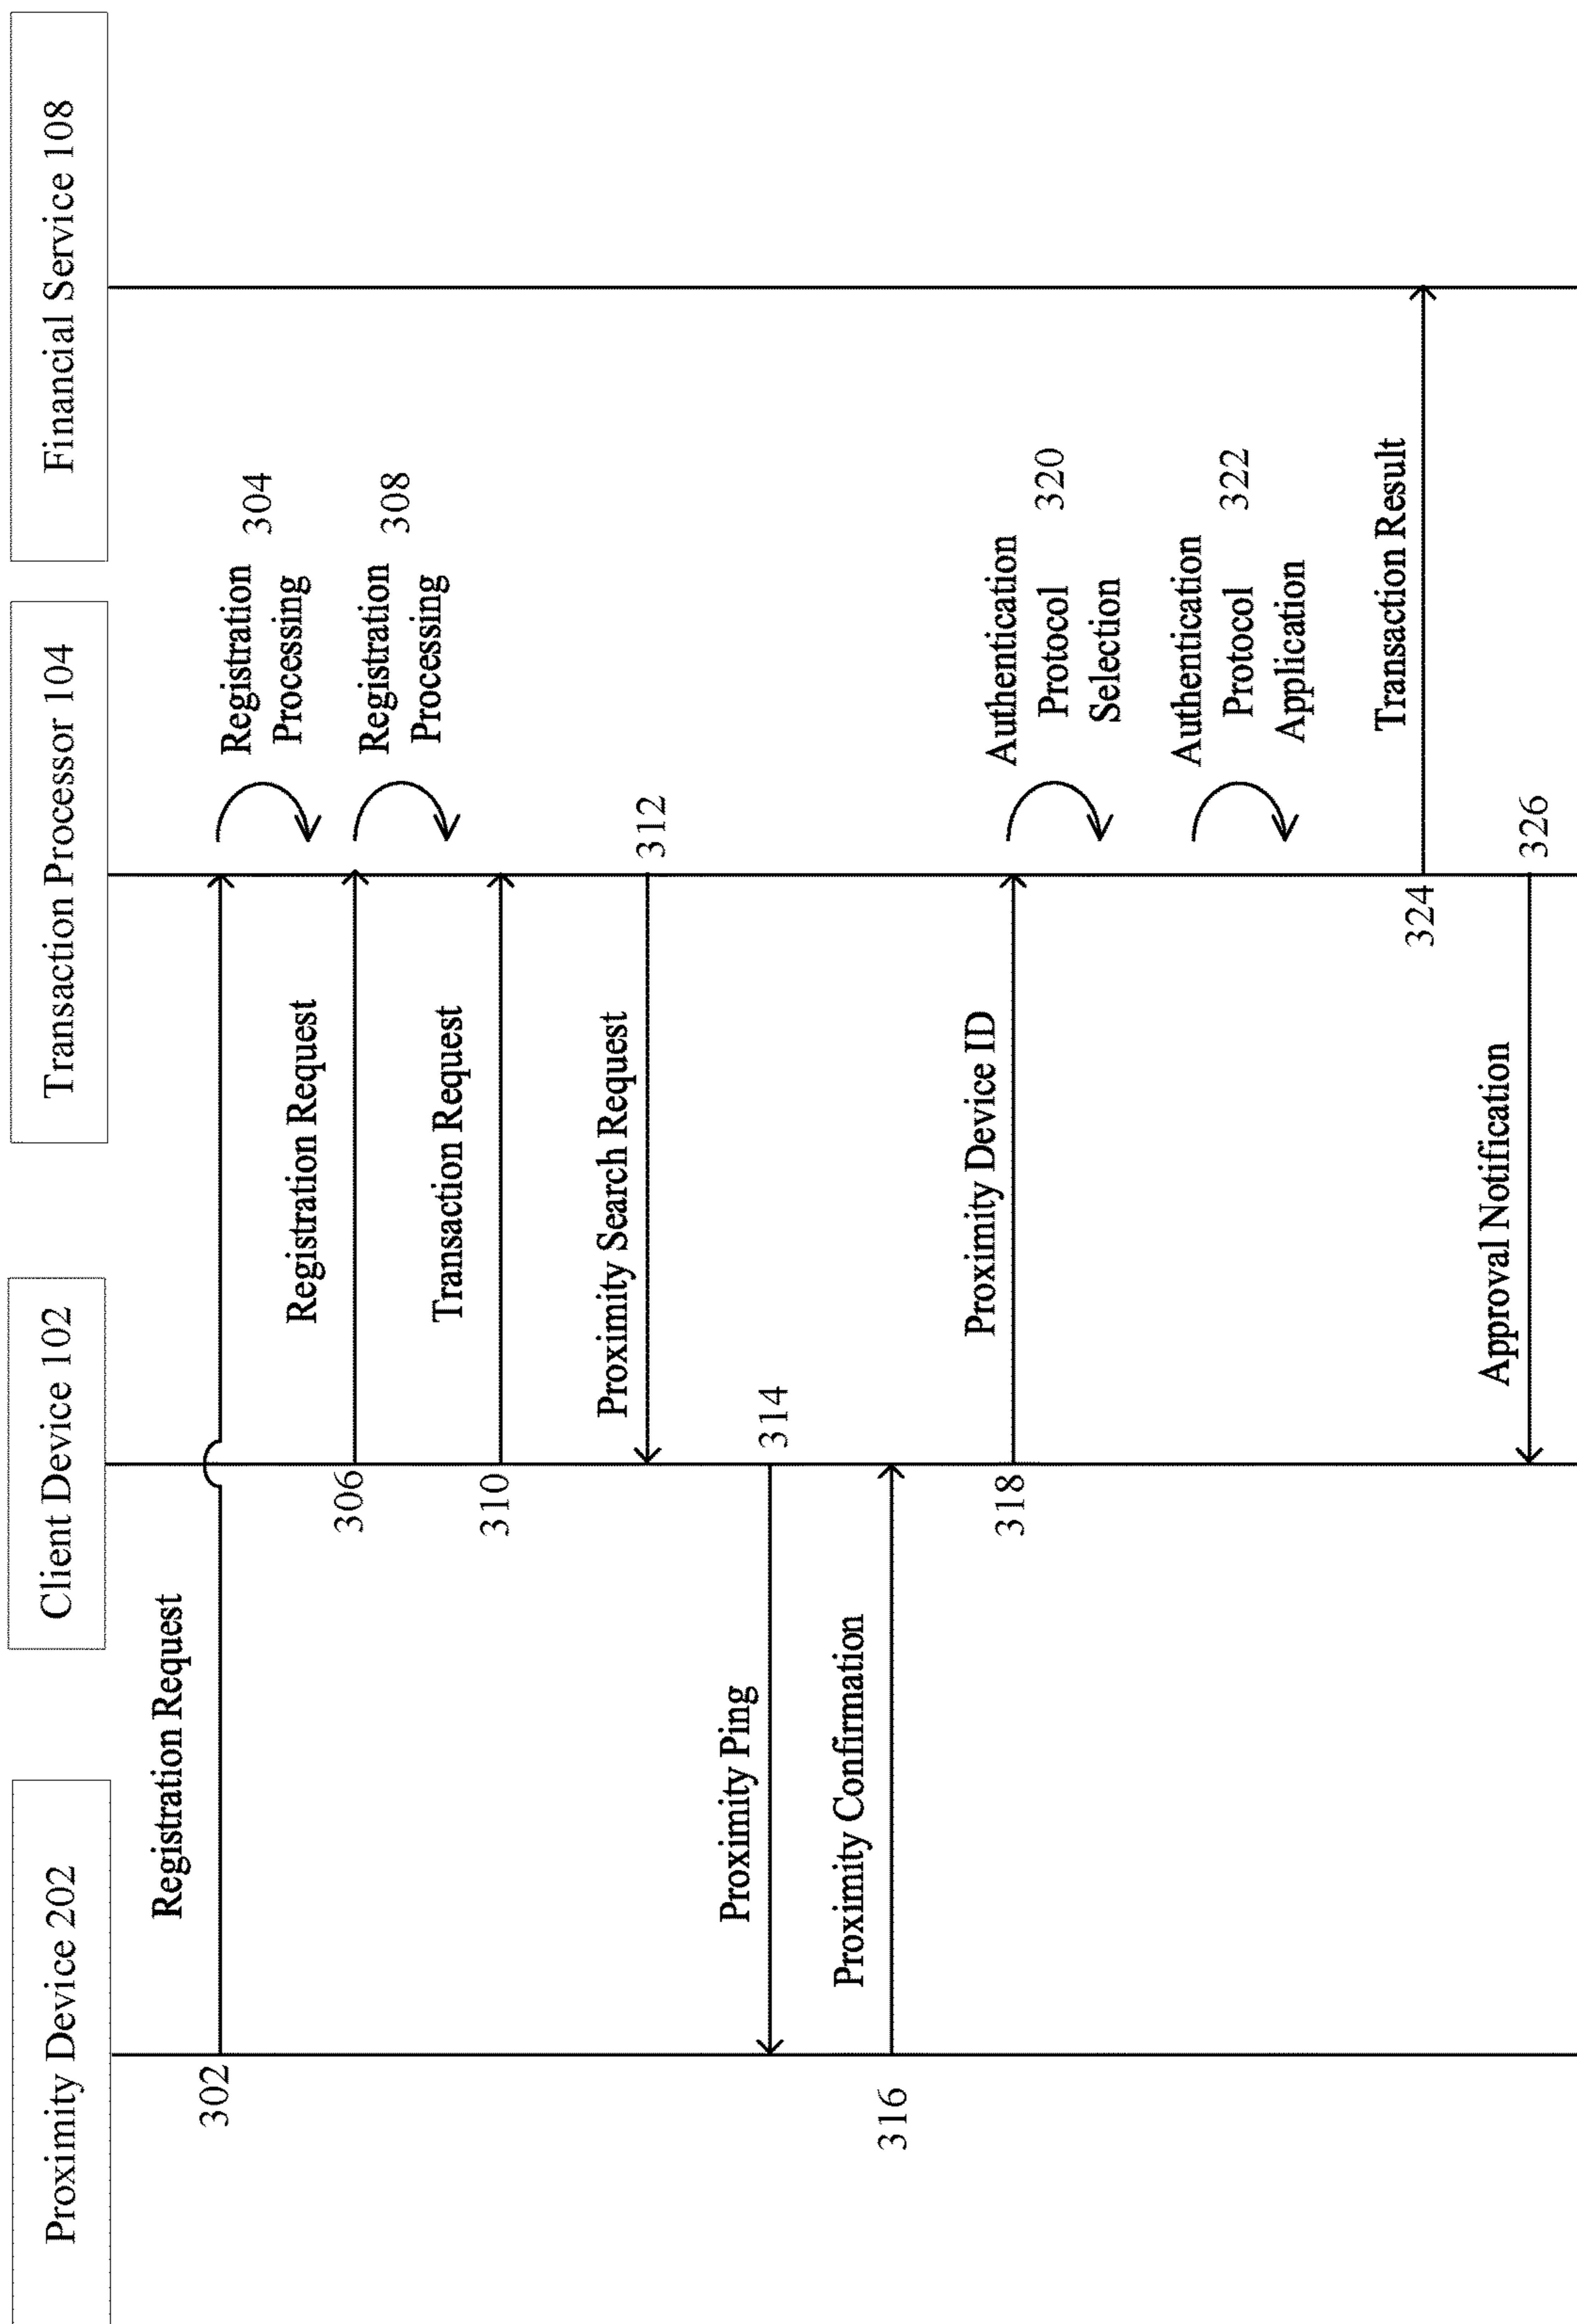 Proximity Device 202
Client Device 102
Transaction Processor 104
Financial Service 108
Registration Request
302
Registration 304
Processing
Registration Request
306
Registration 308
Processing
Transaction Request
310
Proximity Search Request
312
Proximity Ping
314
Proximity Confirmation
316
Proximity Device ID
318
Authentication
Protocol 320
Selection
Authentication
Protocol 322
Application
Transaction Result
324
Approval Notification
326